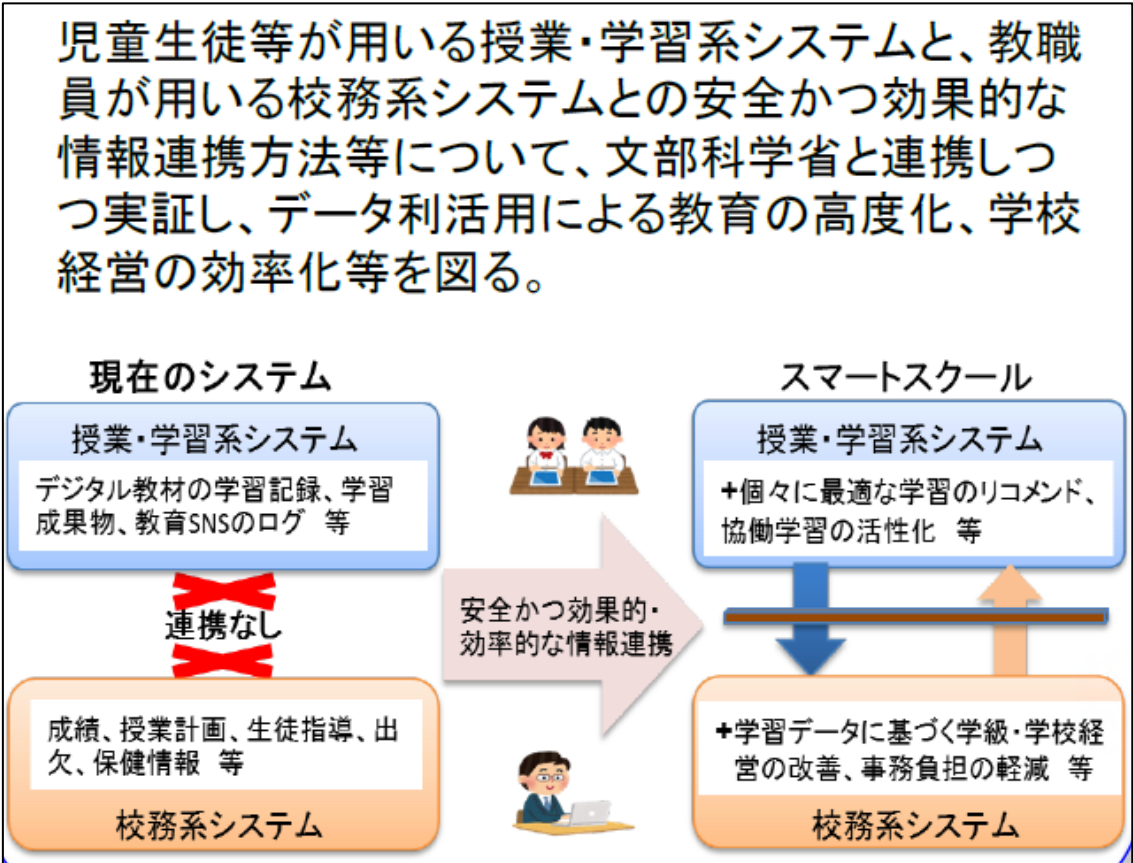 児童生徒等が用いる授業・学習系システムと、教職
員が用いる校務系システムとの安全かつ効果的な
情報連携方法等について、文部科学省と連携しつ
つ実証し、データ利活用による教育の高度化、学校
経営の効率化等を図る。
現在のシステム
授業・学習系システム
デジタル教材の学習記録、学習
成果物、教育SNSのログ　等
連携なし
成績、授業計画、生徒指導、出
欠、保健情報　等
校務系システム
安全かつ効果的・
効率的な情報連携
スマートスクール
授業・学習系システム
+個々に最適な学習のリコメンド、
協働学習の活性化　等
+学習データに基づく学級・学校経
営の改善、事務負担の軽減　等
校務系システム